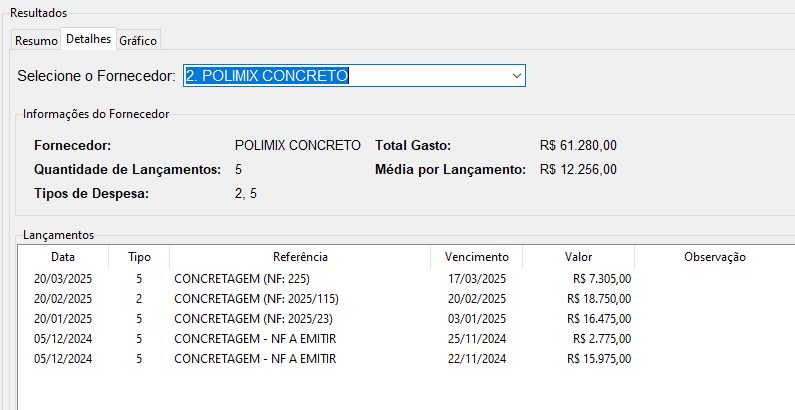 Resultados
Resumo Detalhes Gráfico
Selecione o Fornecedor: 2. POLIMIX CONCRETO
Informações do Fornecedor
Fornecedor: POLIMIX CONCRETO Total Gasto: R$ 61.280,00
Quantidade de Lançamentos: 5 Média por Lançamento: R$ 12.256,00
Tipos de Despesa: 2, 5
Lançamentos
Data Tipo Referência Vencimento Valor Observação
20/03/2025 5 CONCRETAGEM (NF: 225) 17/03/2025 R$ 7.305,00
20/02/2025 2 CONCRETAGEM (NF: 2025/115) 20/02/2025 R$ 18.750,00
20/01/2025 5 CONCRETAGEM (NF: 2025/23) 03/01/2025 R$ 16.475,00
05/12/2024 5 CONCRETAGEM - NF A EMITIR 25/11/2024 R$ 2.775,00
05/12/2024 5 CONCRETAGEM - NF A EMITIR 22/11/2024 R$ 15.975,00